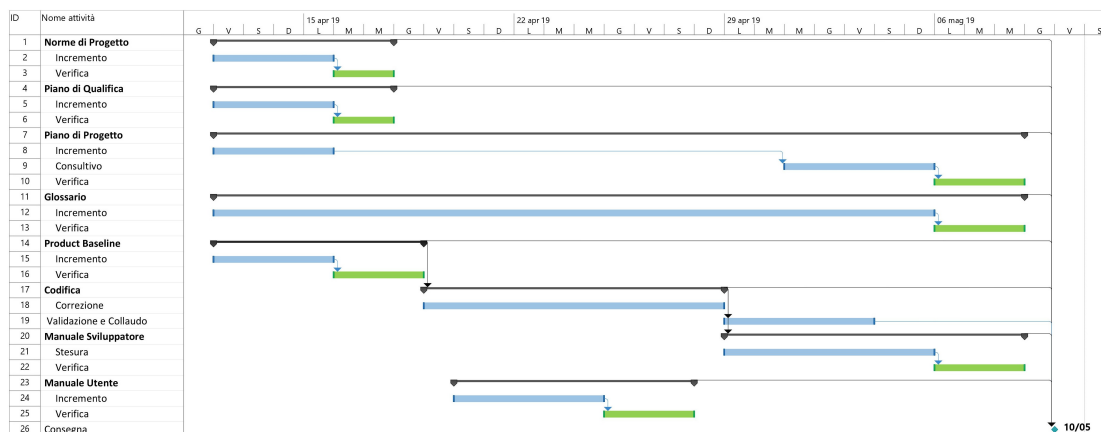 ID Nome attività 15 apr 19 22 apr 19 29 apr 19 06 mag 19
G V S D L M M G V S D L M M G V S D L M M G V S D L M M G V S
1 Norme di Progetto
2 Incremento
3 Verifica
4 Piano di Qualifica
5 Incremento
6 Verifica
7 Piano di Progetto
8 Incremento
9 Consultivo
10 Verifica
11 Glossario
12 Incremento
13 Verifica
14 Product Baseline
15 Incremento
16 Verifica
17 Codifica
18 Correzione
19 Validazione e Collaudo
20 Manuale Sviluppatore
21 Stesura
22 Verifica
23 Manuale Utente
24 Incremento
25 Verifica
26 Consegna 10/05